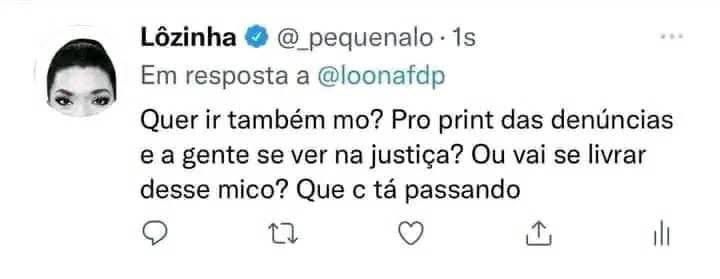 Lôzinha @_pequenalo · 1s
Em resposta a @loonafdp
Quer ir também mo? Pro print das denúncias
e a gente se ver na justiça? Ou vai se livrar
desse mico? Que c tá passando